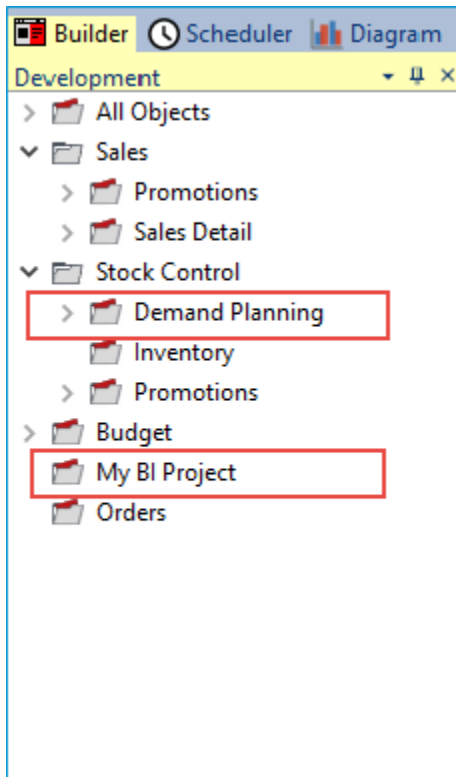 Builder Scheduler Diagram
Development
All Objects
Sales
Promotions
Sales Detail
Stock Control
Demand Planning
Inventory
Promotions
Budget
My BI Project
Orders